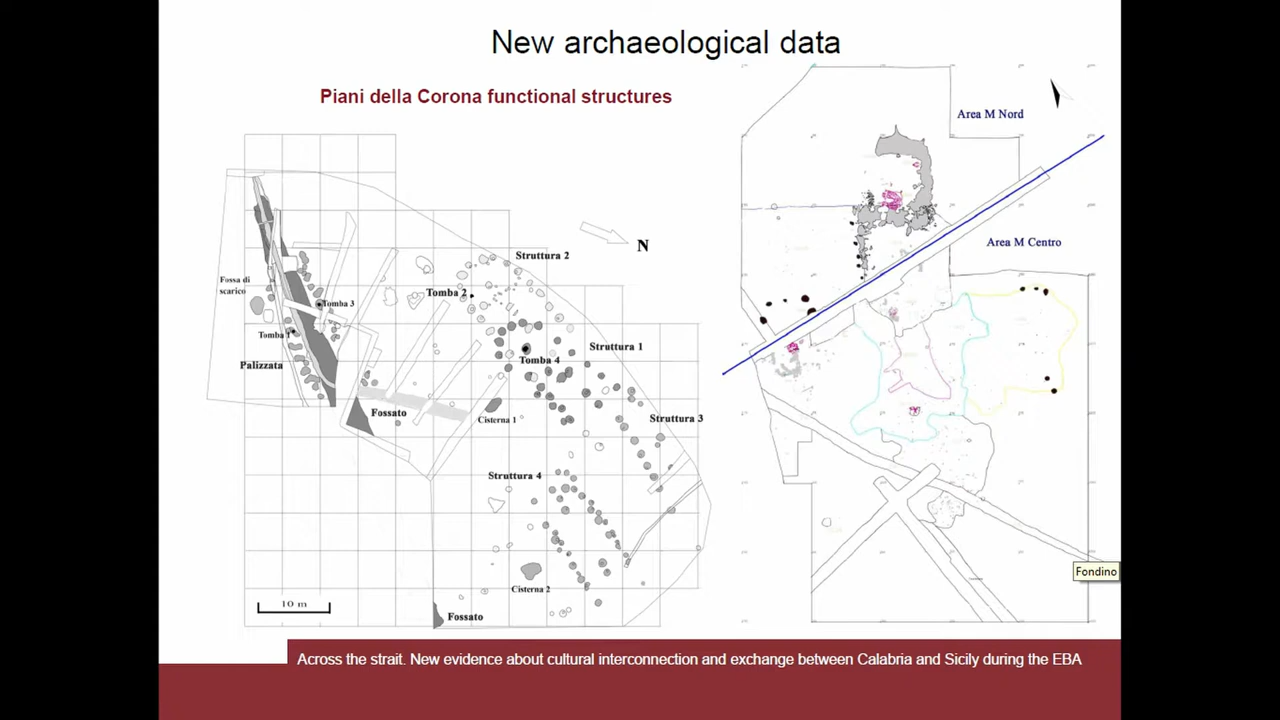 New archaeological data
Piani della Corona functional structures
Area M Nord
Area M Centro
N
Struttura 2
Fossa di
scarico
Tomba 2
Tomba 3
Tomba 1
Struttura 1
Tomba 4
Palizzata
Fossato
Cisterna 1
Struttura 3
Struttura 4
Cisterna 2
10 m
Fossato
Fondino
Across the strait. New evidence about cultural interconnection and exchange between Calabria and Sicily during the EBA